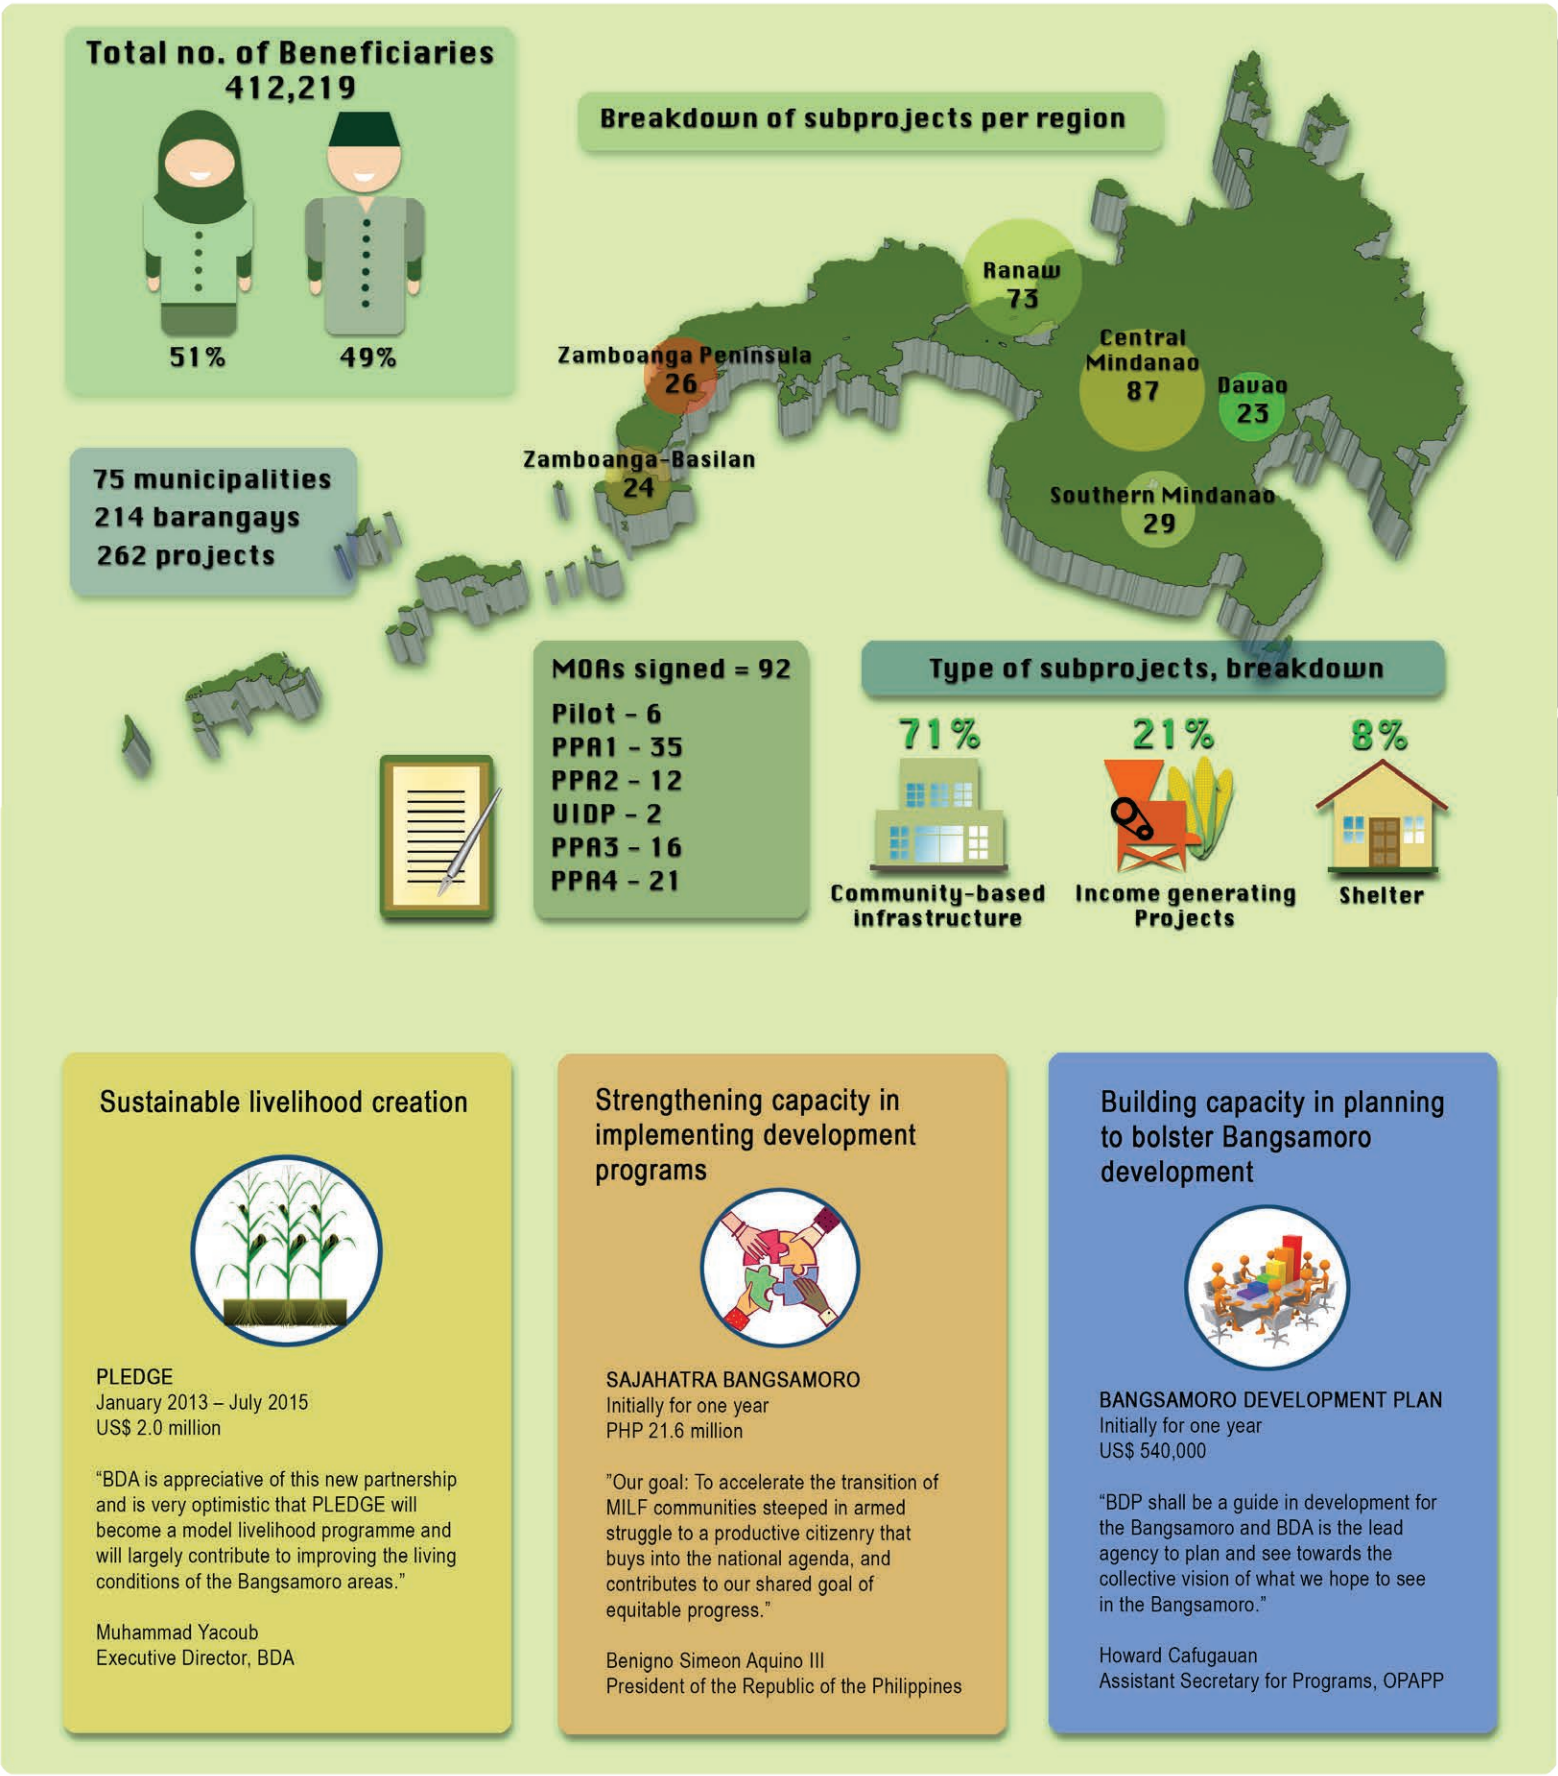 Total no. of Beneficiaries
412,219
51%
49%
Breakdown of subprojects per region
Ranaw
73
Central
Mindanao
87
Davao
23
Zamboanga Peninsula
26
Zamboanga-Basilan
24
Southern Mindanao
29
75 municipalities
214 barangays
262 projects
MOAs signed = 92
Pilot - 6
PPA1 - 35
PPA2 - 12
UIDP - 2
PPA3 - 16
PPA4 - 21
Type of subprojects, breakdown
71%
Community-based
infrastructure
21%
Income generating
Projects
8%
Shelter
Sustainable livelihood creation
PLEDGE
January 2013 – July 2015
US$ 2.0 million
“BDA is appreciative of this new partnership
and is very optimistic that PLEDGE will
become a model livelihood programme and
will largely contribute to improving the living
conditions of the Bangsamoro areas.”
Muhammad Yacoub
Executive Director, BDA
Strengthening capacity in
implementing development
programs
SAJAHATRA BANGSAMORO
Initially for one year
PHP 21.6 million
”Our goal: To accelerate the transition of
MILF communities steeped in armed
struggle to a productive citizenry that
buys into the national agenda, and
contributes to our shared goal of
equitable progress.”
Benigno Simeon Aquino III
President of the Republic of the Philippines
Building capacity in planning
to bolster Bangsamoro
development
BANGSAMORO DEVELOPMENT PLAN
Initially for one year
US$ 540,000
“BDP shall be a guide in development for
the Bangsamoro and BDA is the lead
agency to plan and see towards the
collective vision of what we hope to see
in the Bangsamoro.”
Howard Cafugauan
Assistant Secretary for Programs, OPAPP